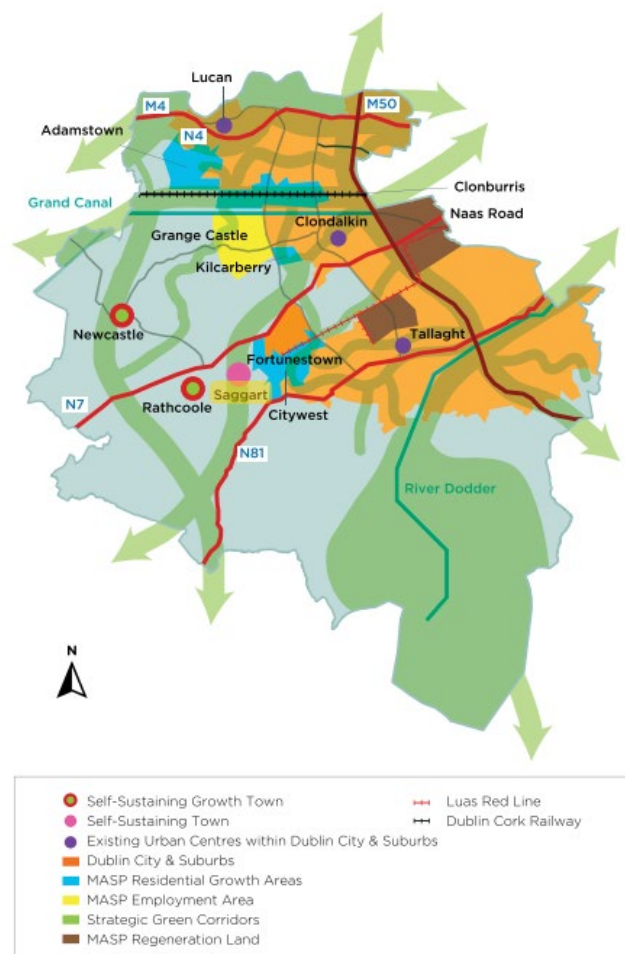 Lucan
M4
M50
N4
Adamstown
Clonburris
Grand Canal
Naas Road
Clondalkin
Grange Castle
Kilcarberry
Newcastle
Tallaght
Fortunestown
Saggart
Rathcoole
N7
Citywest
N81
River Dodder
N
Self-Sustaining Growth Town
Self-Sustaining Town
Existing Urban Centres within Dublin City & Suburbs
Dublin City & Suburbs
MASP Residential Growth Areas
MASP Employment Area
Strategic Green Corridors
MASP Regeneration Land
Luas Red Line
Dublin Cork Railway